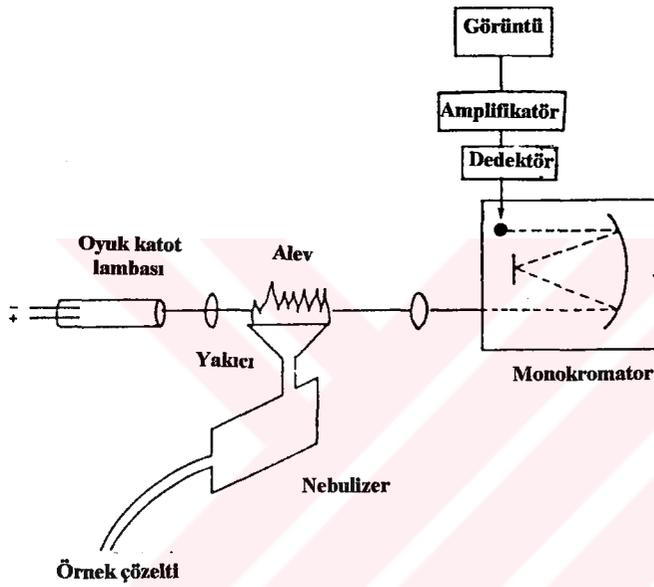 Görüntü
Amplifikatör
Dedektör
Oyuk katot
lambası
Alev
−
+
Yakıcı
Monokromator
Nebulizer
Örnek çözelti